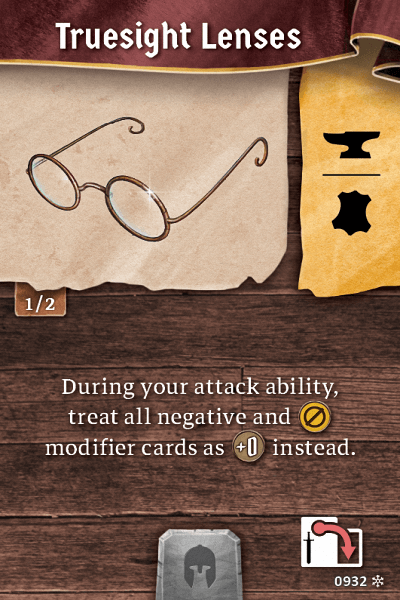 Truesight Lenses
1/2
During your attack ability,
treat all negative and
modifier cards as +0 instead.
0932